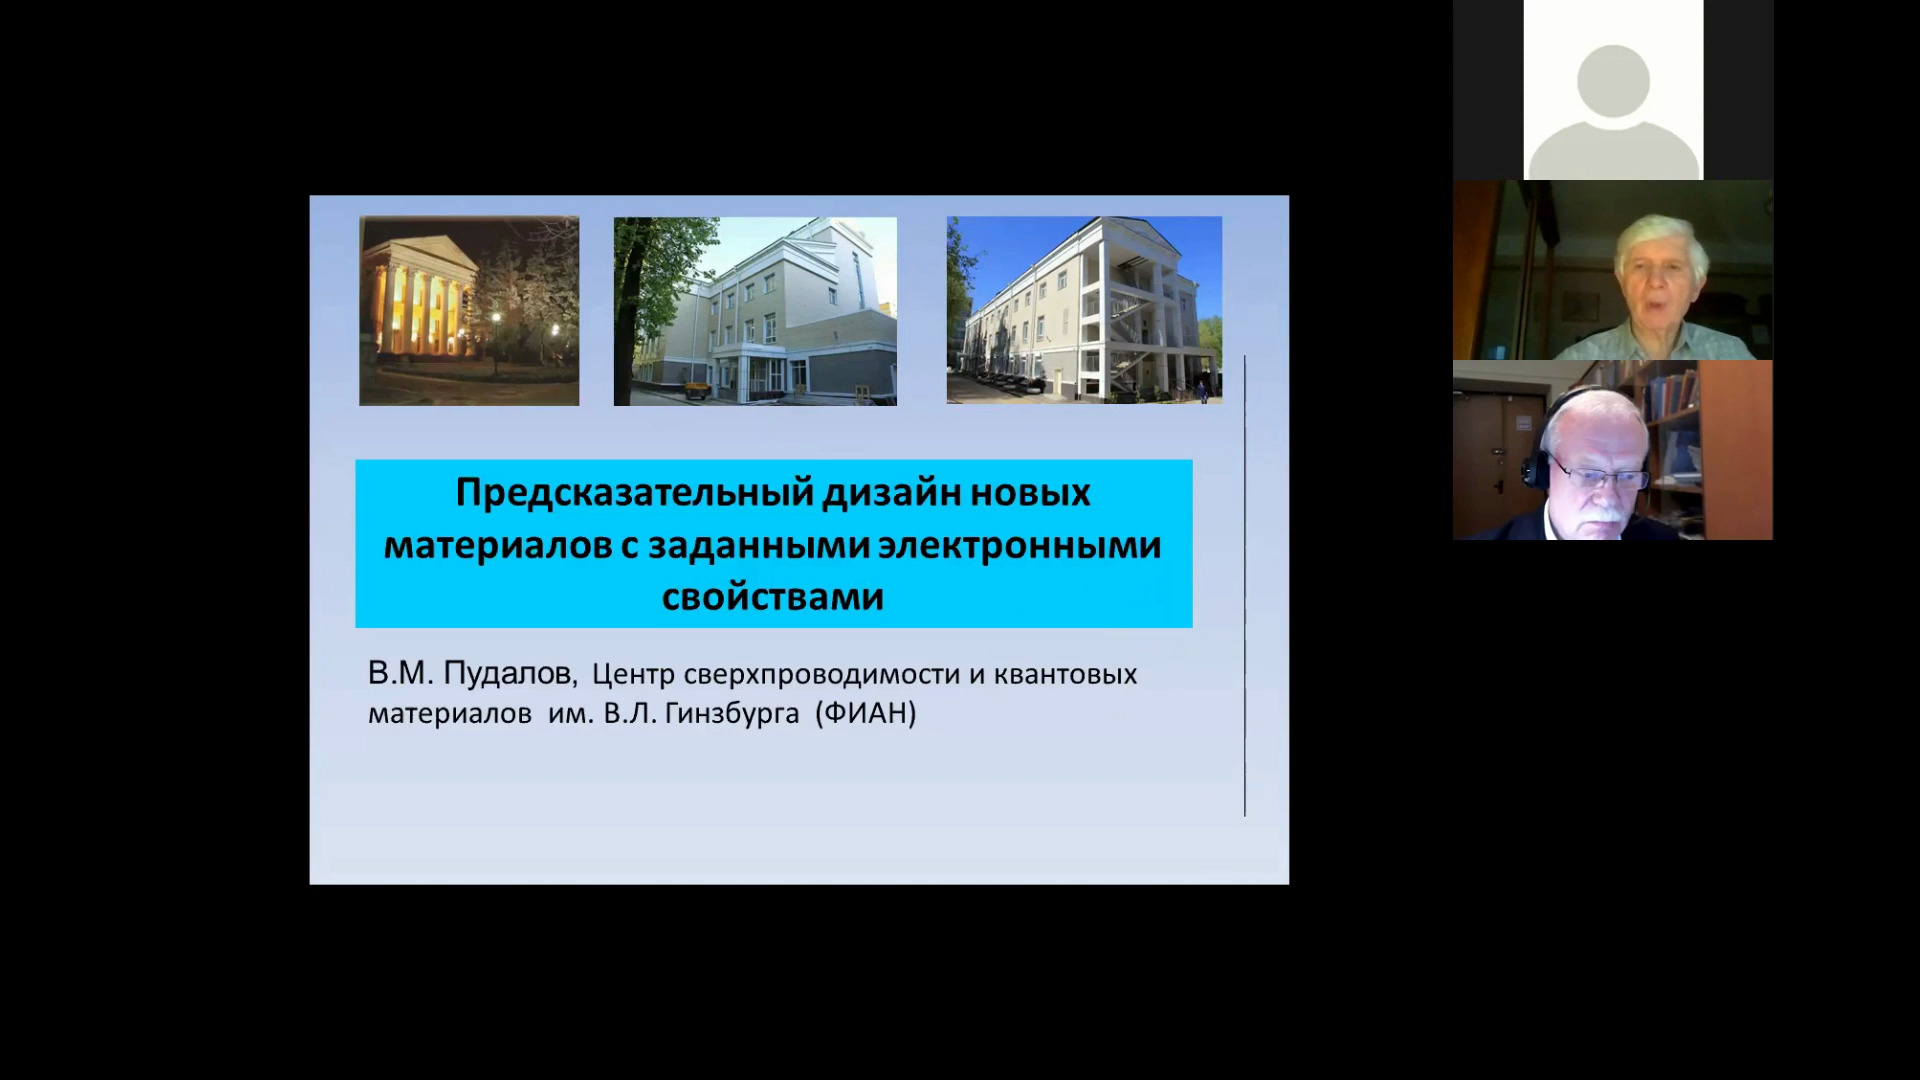 Предсказательный дизайн новых
материалов с заданными электронными
свойствами
В.М. Пудалов, Центр сверхпроводимости и квантовых
материалов им. В.Л. Гинзбурга (ФИАН)